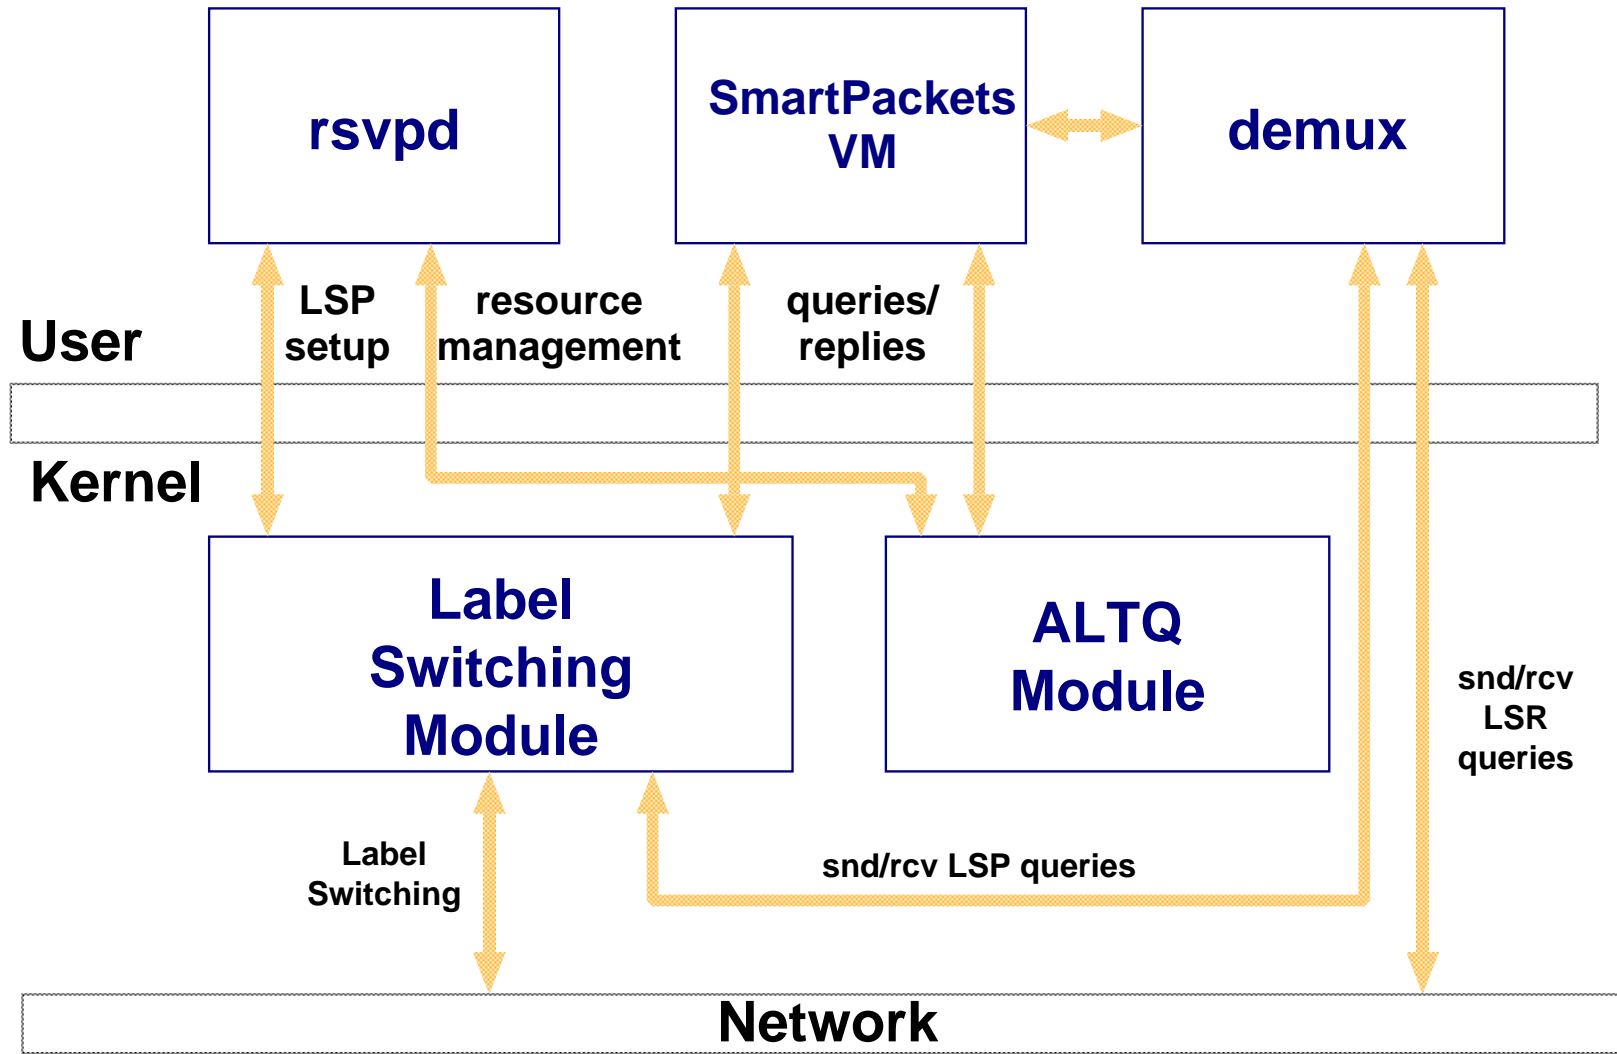 rsvpd
SmartPackets
VM
demux
LSP
setup
resource
management
queries/
replies
User
Kernel
Label
Switching
Module
ALTQ
Module
snd/rcv
LSR
queries
Label
Switching
snd/rcv LSP queries
Network